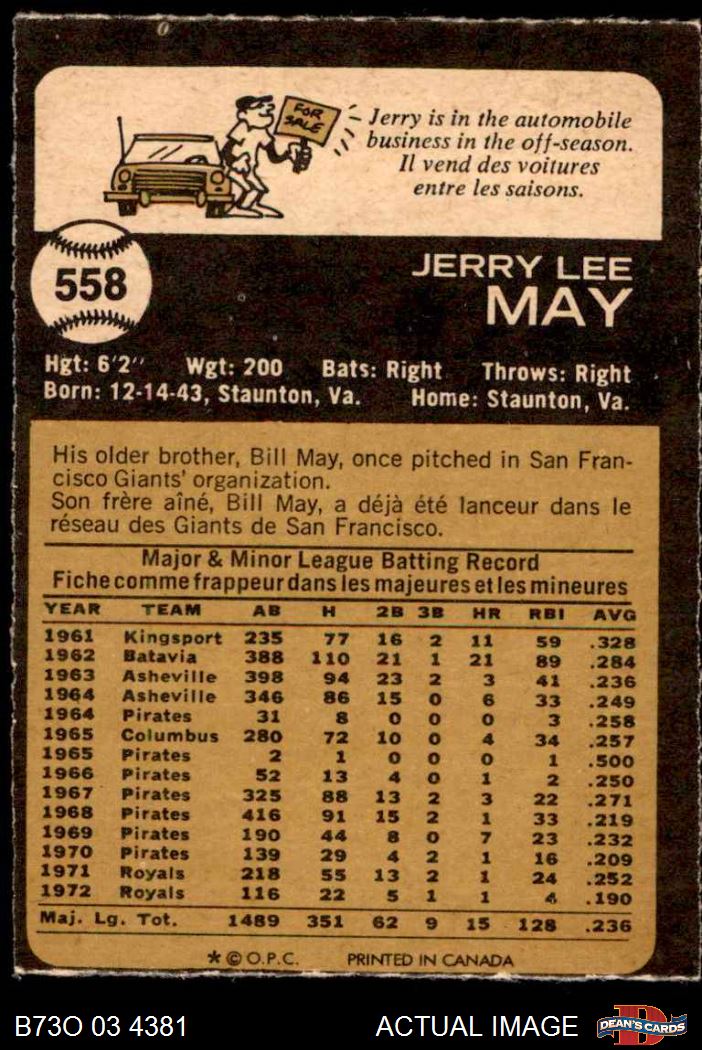 FOR
SALE
Jerry is in the automobile
business in the off-season.
Il vend des voitures
entre les saisons.
558
JERRY LEE
MAY
Hgt: 6'2" Wgt: 200 Bats: Right Throws: Right
Born: 12-14-43, Staunton, Va. Home: Staunton, Va.
His older brother, Bill May, once pitched in San Fran-
cisco Giants' organization.
Son frère aîné, Bill May, a déjà été lanceur dans le
réseau des Giants de San Francisco.
Major & Minor League Batting Record
Fiche comme frappeur dans les majeures et les mineures
YEAR TEAM AB H 2B 3B HR RBI AVG
1961 Kingsport 235 77 16 2 11 59 .328
1962 Batavia 388 110 21 1 21 89 .284
1963 Asheville 398 94 23 2 3 41 .236
1964 Asheville 346 86 15 0 6 33 .249
1964 Pirates 31 8 0 0 0 3 .258
1965 Columbus 280 72 10 0 4 34 .257
1965 Pirates 2 1 0 0 0 1 .500
1966 Pirates 52 13 4 0 1 2 .250
1967 Pirates 325 88 13 2 3 22 .271
1968 Pirates 416 91 15 2 1 33 .219
1969 Pirates 190 44 8 0 7 23 .232
1970 Pirates 139 29 4 2 1 16 .209
1971 Royals 218 55 13 2 1 24 .252
1972 Royals 116 22 5 1 1 4 .190
Maj. Lg. Tot. 1489 351 62 9 15 128 .236
* © O.P.C. PRINTED IN CANADA
B73O 03 4381 ACTUAL IMAGE
D
DEAN'S CARDS